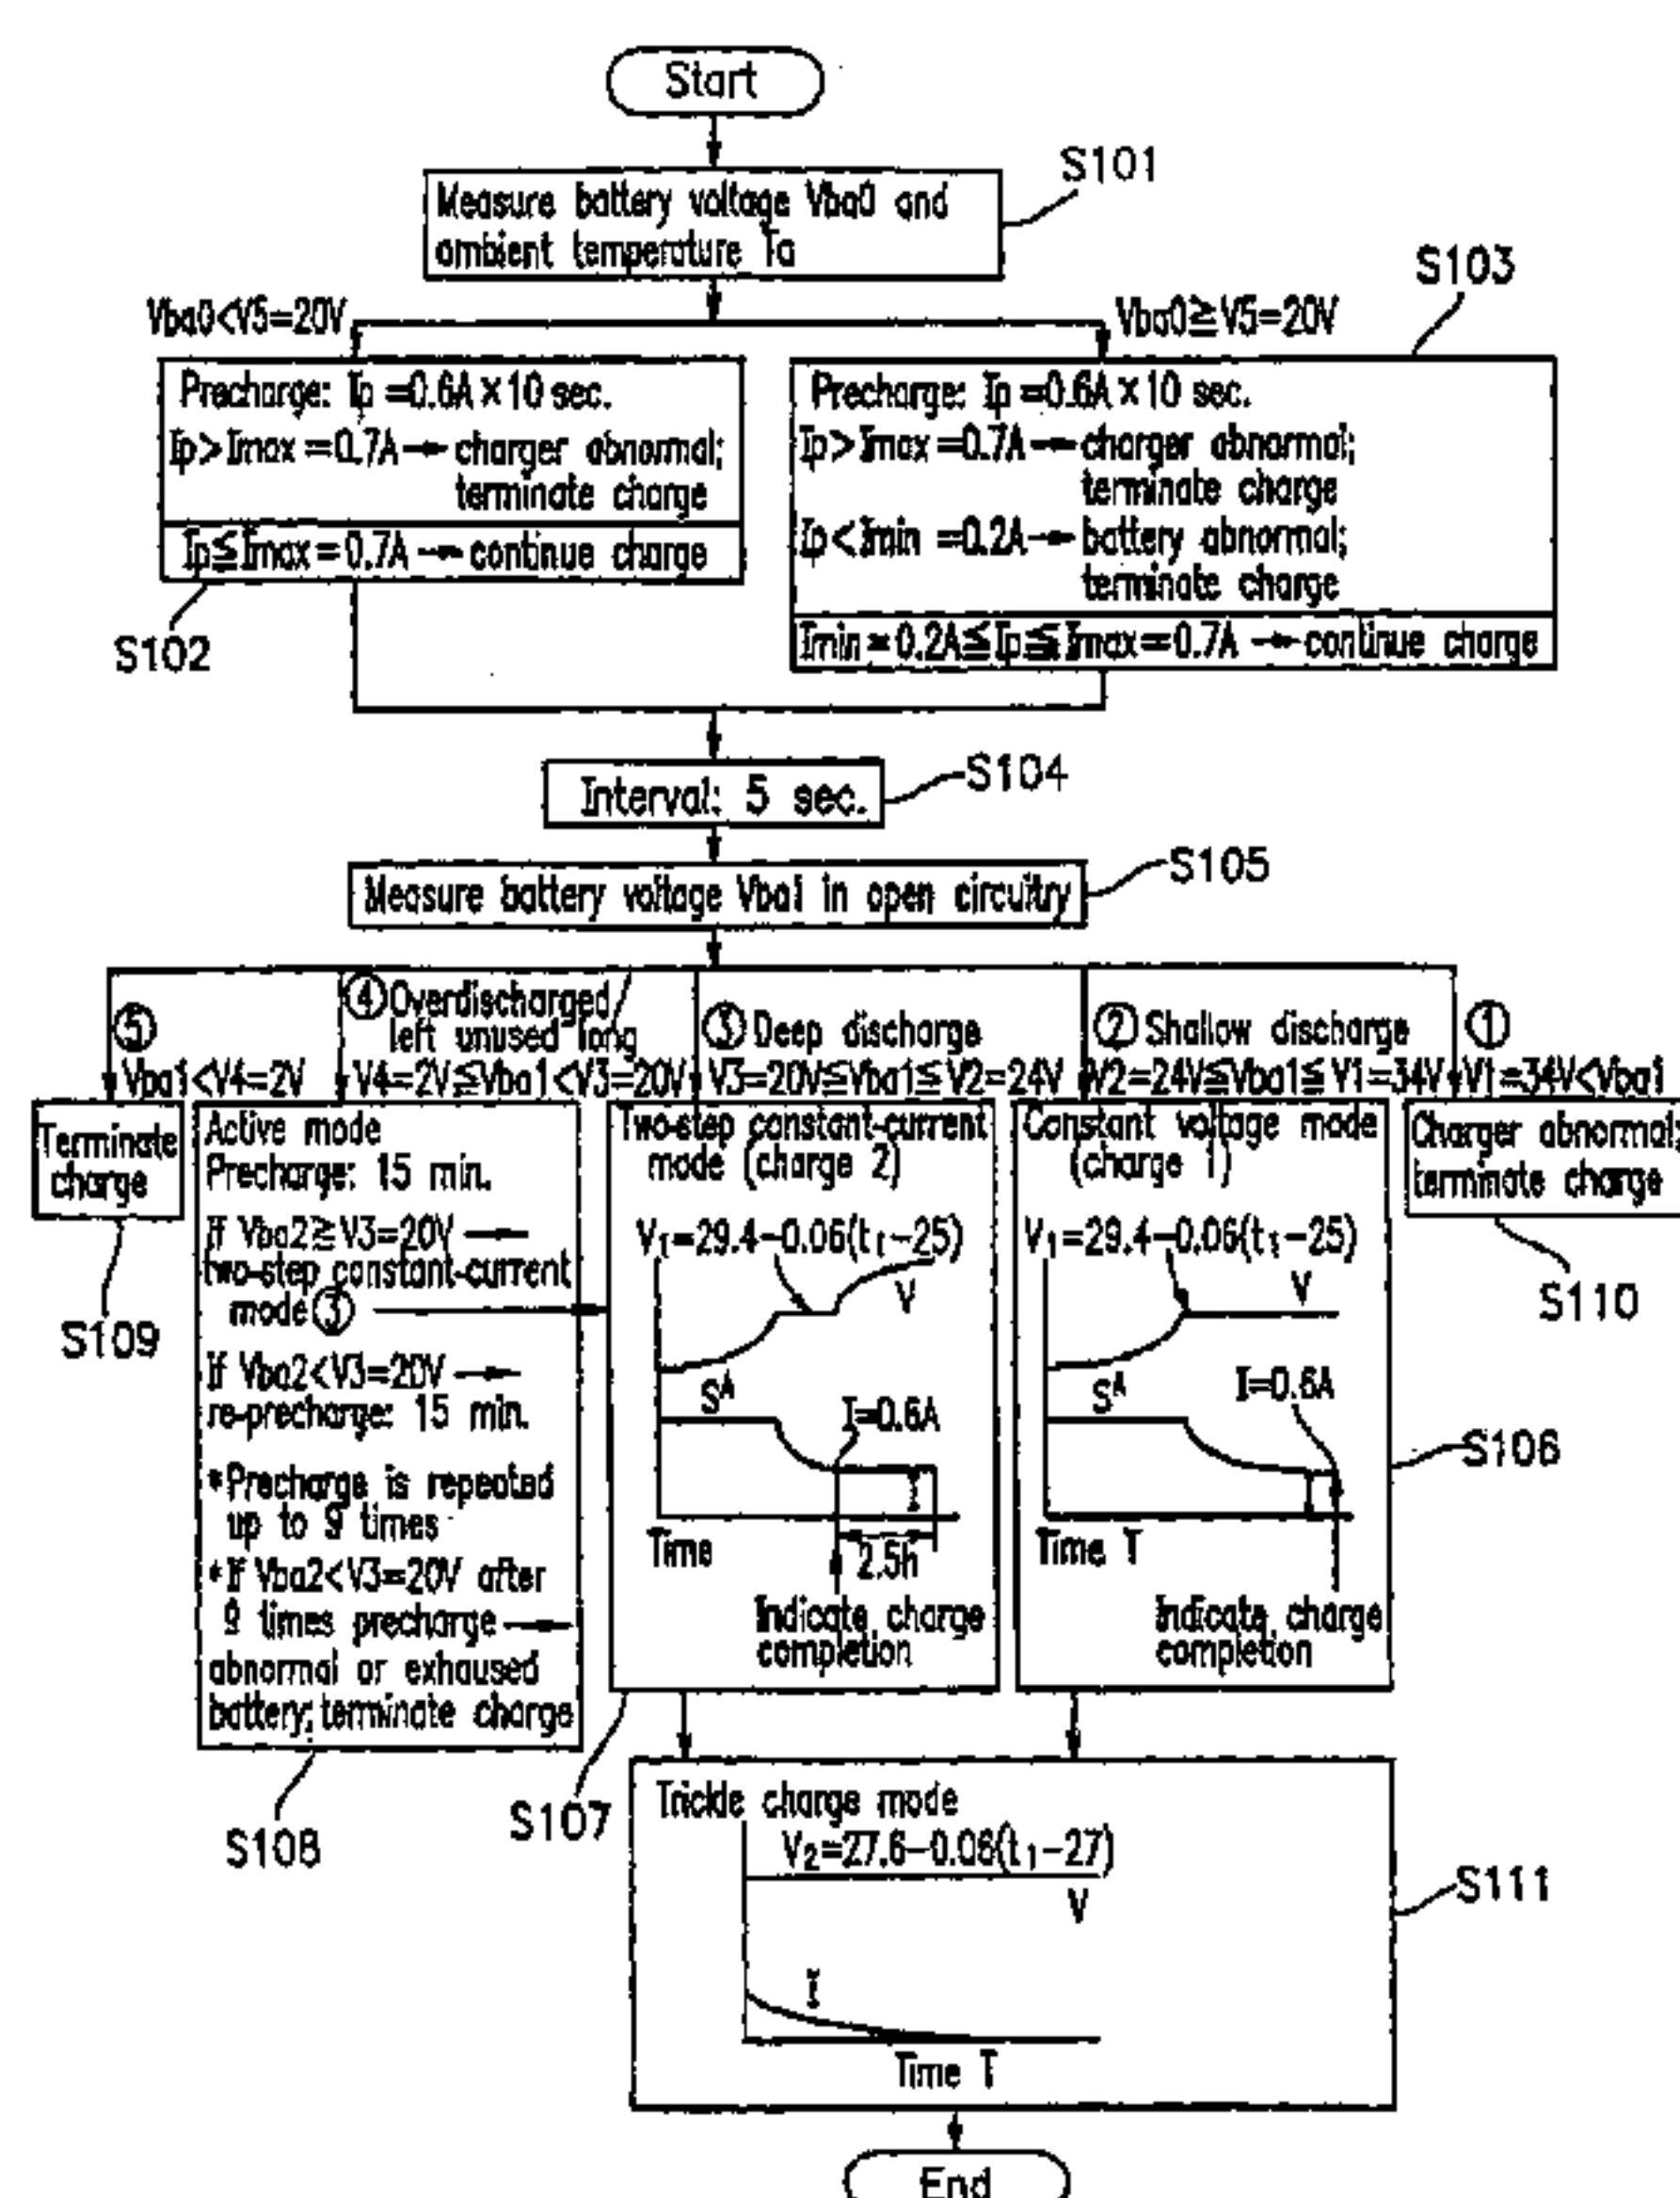 Start
S101
Measure battery voltage Vba0 and
ambient temperature Ta
S103
Vba0<V5=20V
Vba0≧V5=20V
Precharge: Ip =0.6A×10 sec.
Ip>Imax=0.7A→charger abnormal;
terminate charge
Ip≦Imax=0.7A→continue charge
S102
Precharge: Ip =0.6A×10 sec.
Ip>Imax=0.7A→charger abnormal;
terminate charge
Ip<Imin =0.2A→battery abnormal;
terminate charge
Imin=0.2A≦Ip≦Imax=0.7A →continue charge
Interval: 5 sec.
S104
Measure battery voltage Vba1 in open circuitry
S105
⑤
Vba1<V4=2V
④Overdischarged
left unused long
V4=2V≦Vba1<V3=20V
③Deep discharge
V3=20V≦Vba1≦V2=24V
②Shallow discharge
V2=24V≦Vba1≦V1=34V
①
V1=34V<Vba1
Terminate
charge
S109
Active mode
Precharge: 15 min.
If Vba2≧V3=20V →
two-step constant-current
mode③
If Vba2<V3=20V→
re-precharge: 15 min.
*Precharge is repeated
up to 9 times
*If Vba2<V3=20V after
9 times precharge→
abnormal or exhaused
battery; terminate charge
S108
Two-step constant-current
mode (charge 2)
V₁=29.4-0.06(t₁-25)
V
5A
I=0.6A
I
Time
2.5h
Indicate charge
completion
S107
Constant voltage mode
(charge 1)
V₁=29.4-0.06(t₁-25)
V
5A
I=0.6A
Time T
Indicate charge
completion
S106
Charger abnormal;
terminate charge
S110
Trickle charge mode
V₂=27.6-0.06(t₁-27)
V
I
Time T
S111
End